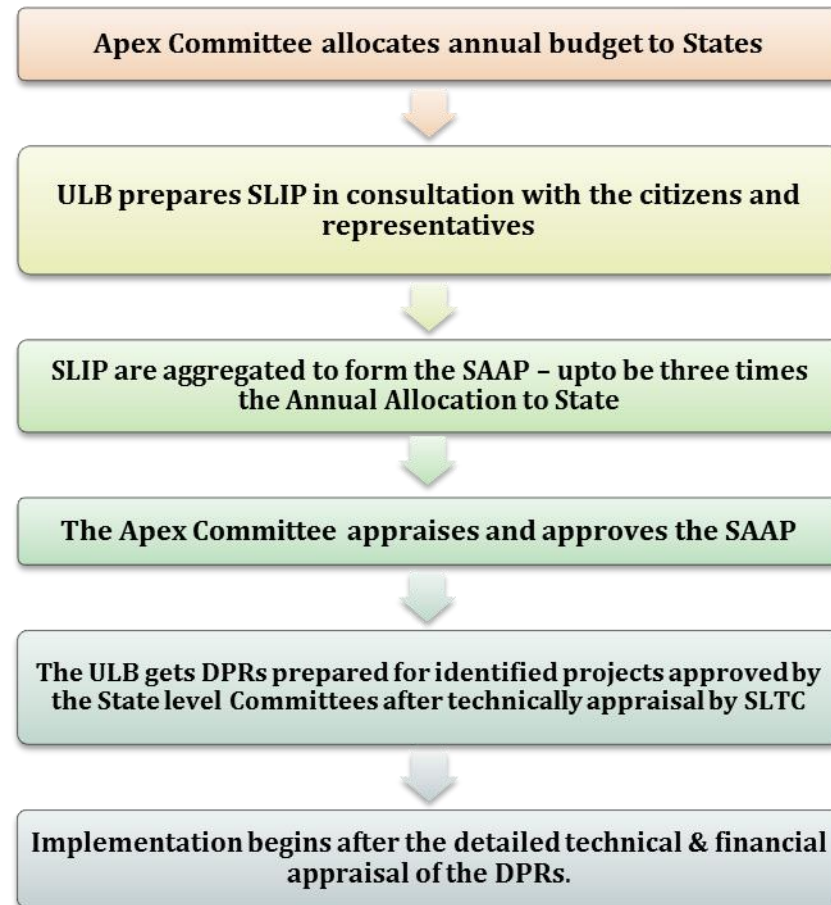 Apex Committee allocates annual budget to States
ULB prepares SLIP in consultation with the citizens and
representatives
SLIP are aggregated to form the SAAP – upto be three times
the Annual Allocation to State
The Apex Committee appraises and approves the SAAP
The ULB gets DPRs prepared for identified projects approved by
the State level Committees after technically appraisal by SLTC
Implementation begins after the detailed technical & financial
appraisal of the DPRs.